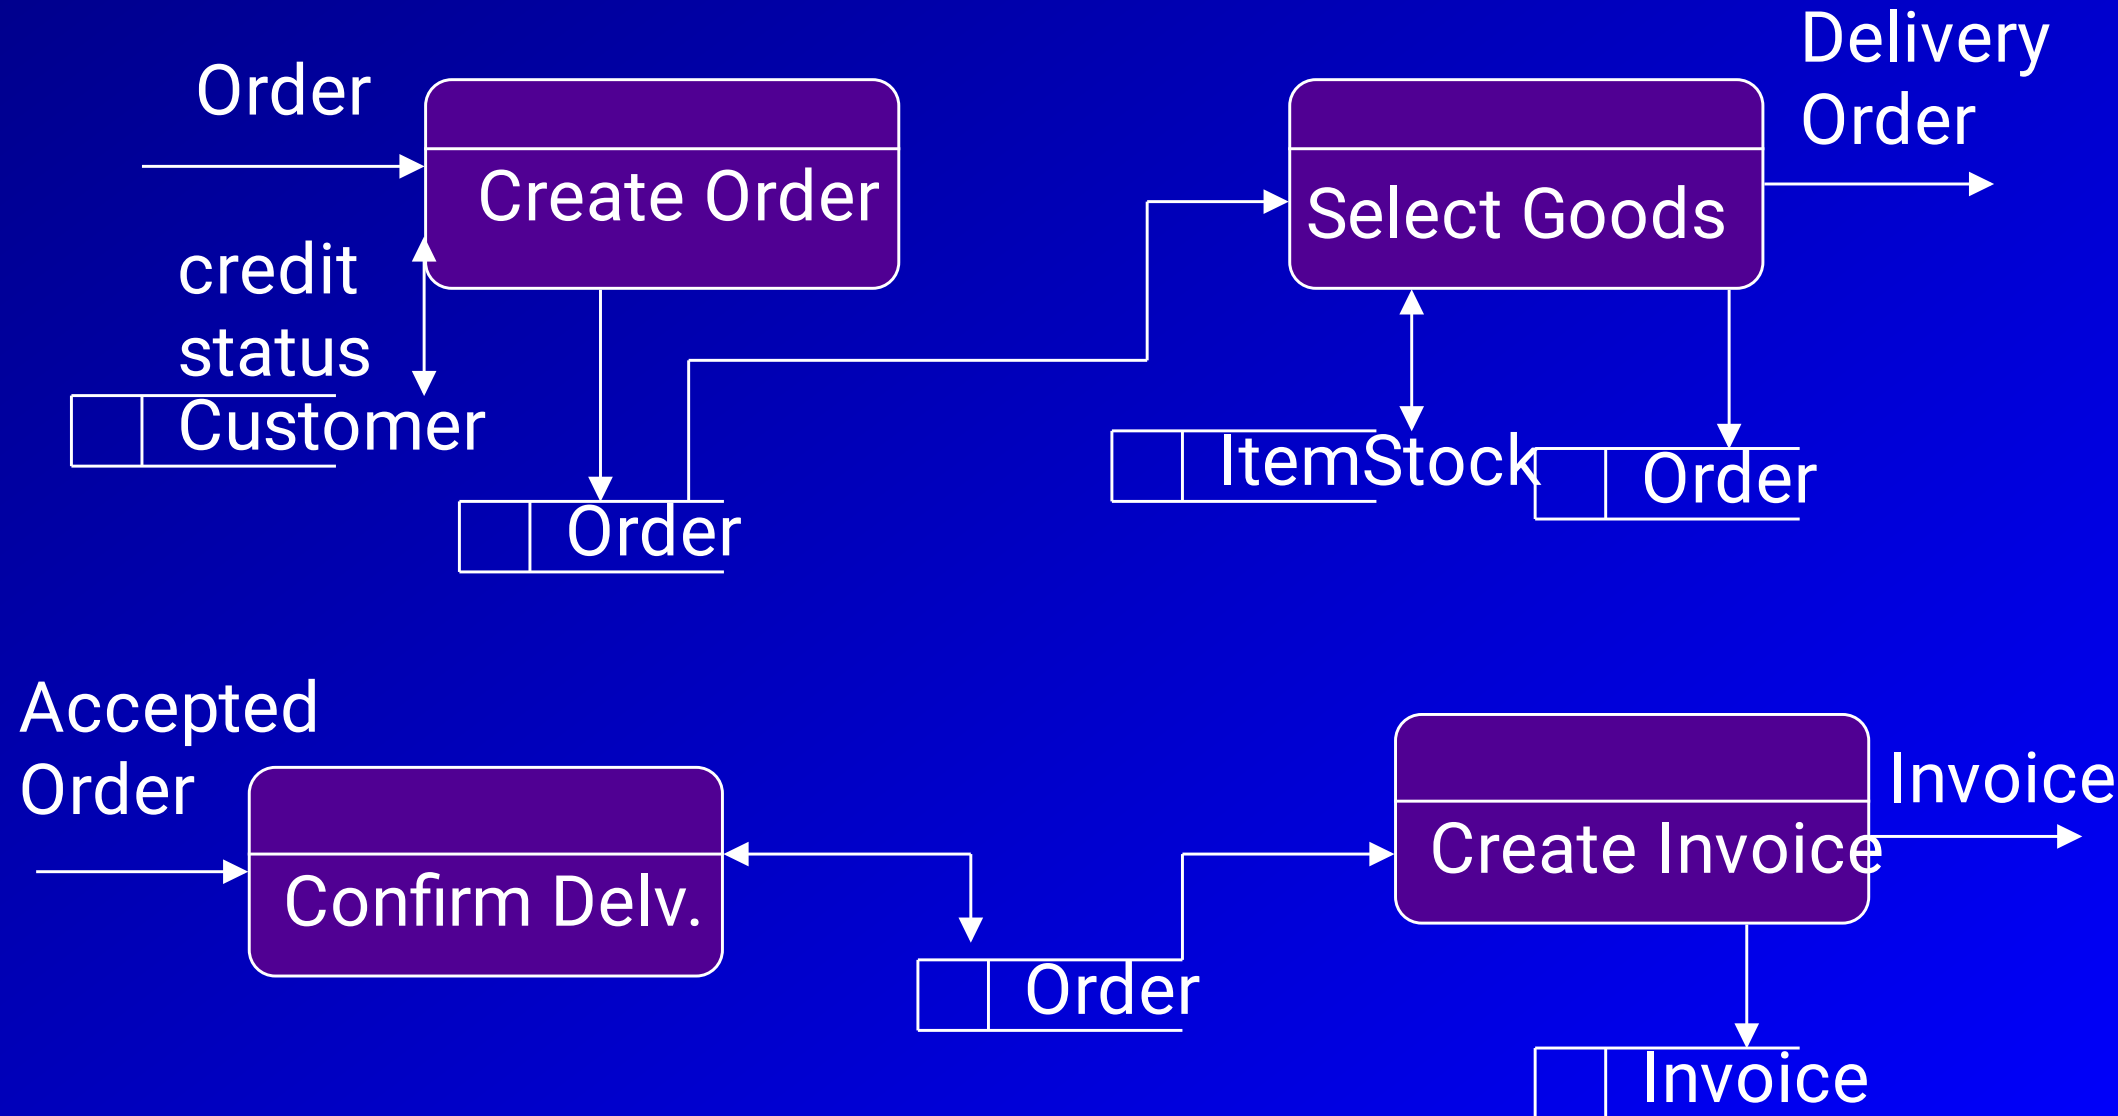 Delivery
Order
Order
Create Order
Select Goods
credit
status
Customer
ItemStock
Order
Order
Accepted
Order
Invoice
Create Invoice
Confirm Delv.
Order
Invoice